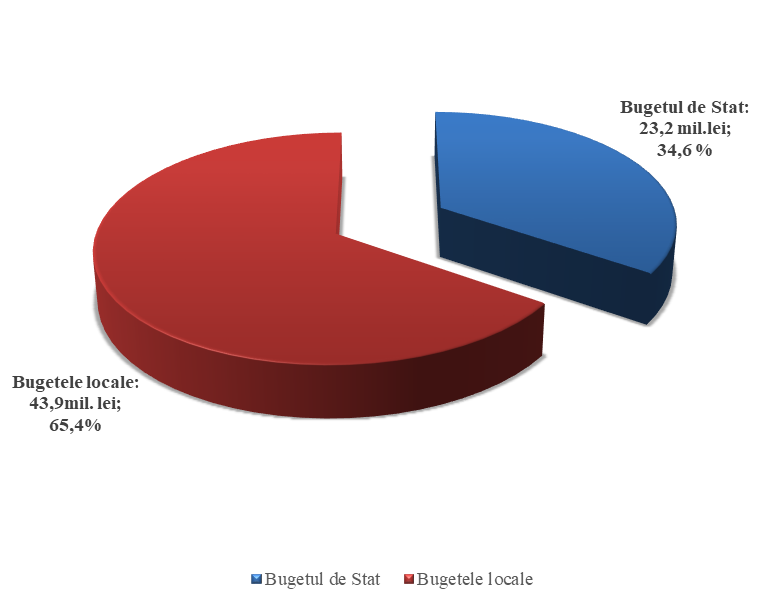 Bugetul de Stat:
23,2 mil.lei;
34,6 %
Bugetele locale:
43,9mil. lei;
65,4%
Bugetul de Stat
Bugetele locale